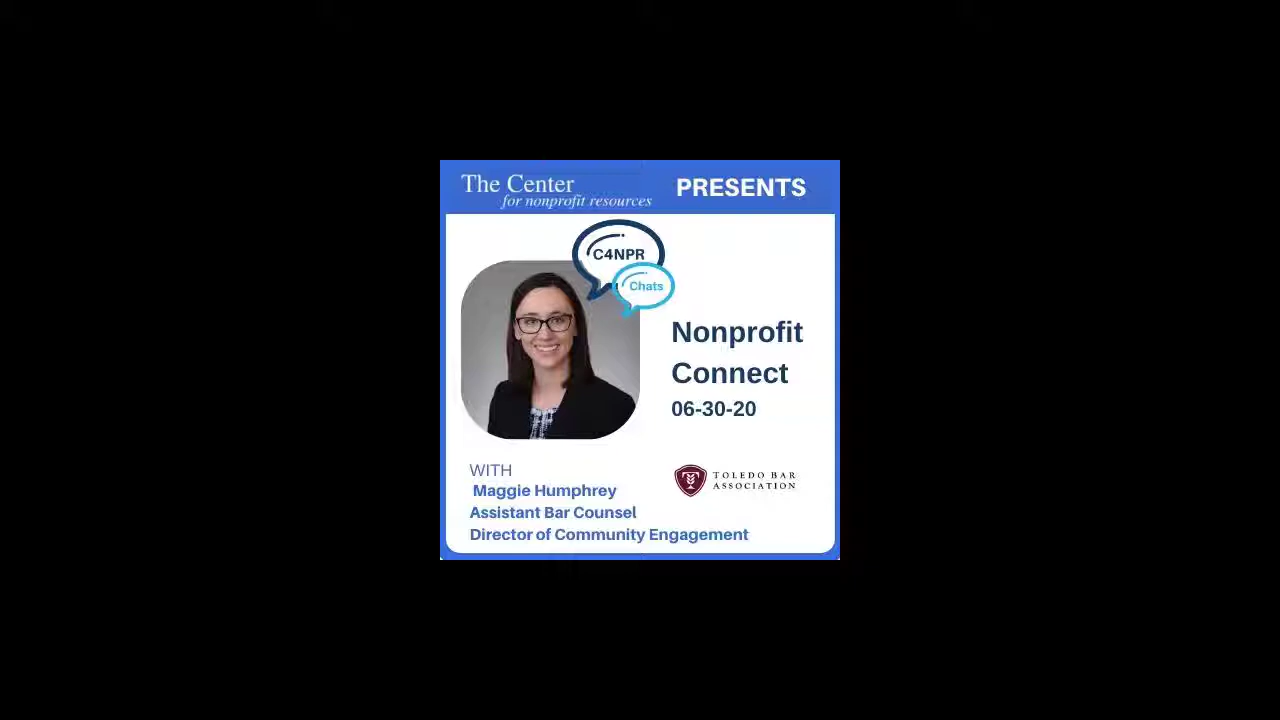 The Center
for nonprofit resources
PRESENTS
C4NPR
Chats
Nonprofit
Connect
06-30-20
WITH
Maggie Humphrey
Assistant Bar Counsel
Director of Community Engagement
TOLEDO BAR
ASSOCIATION